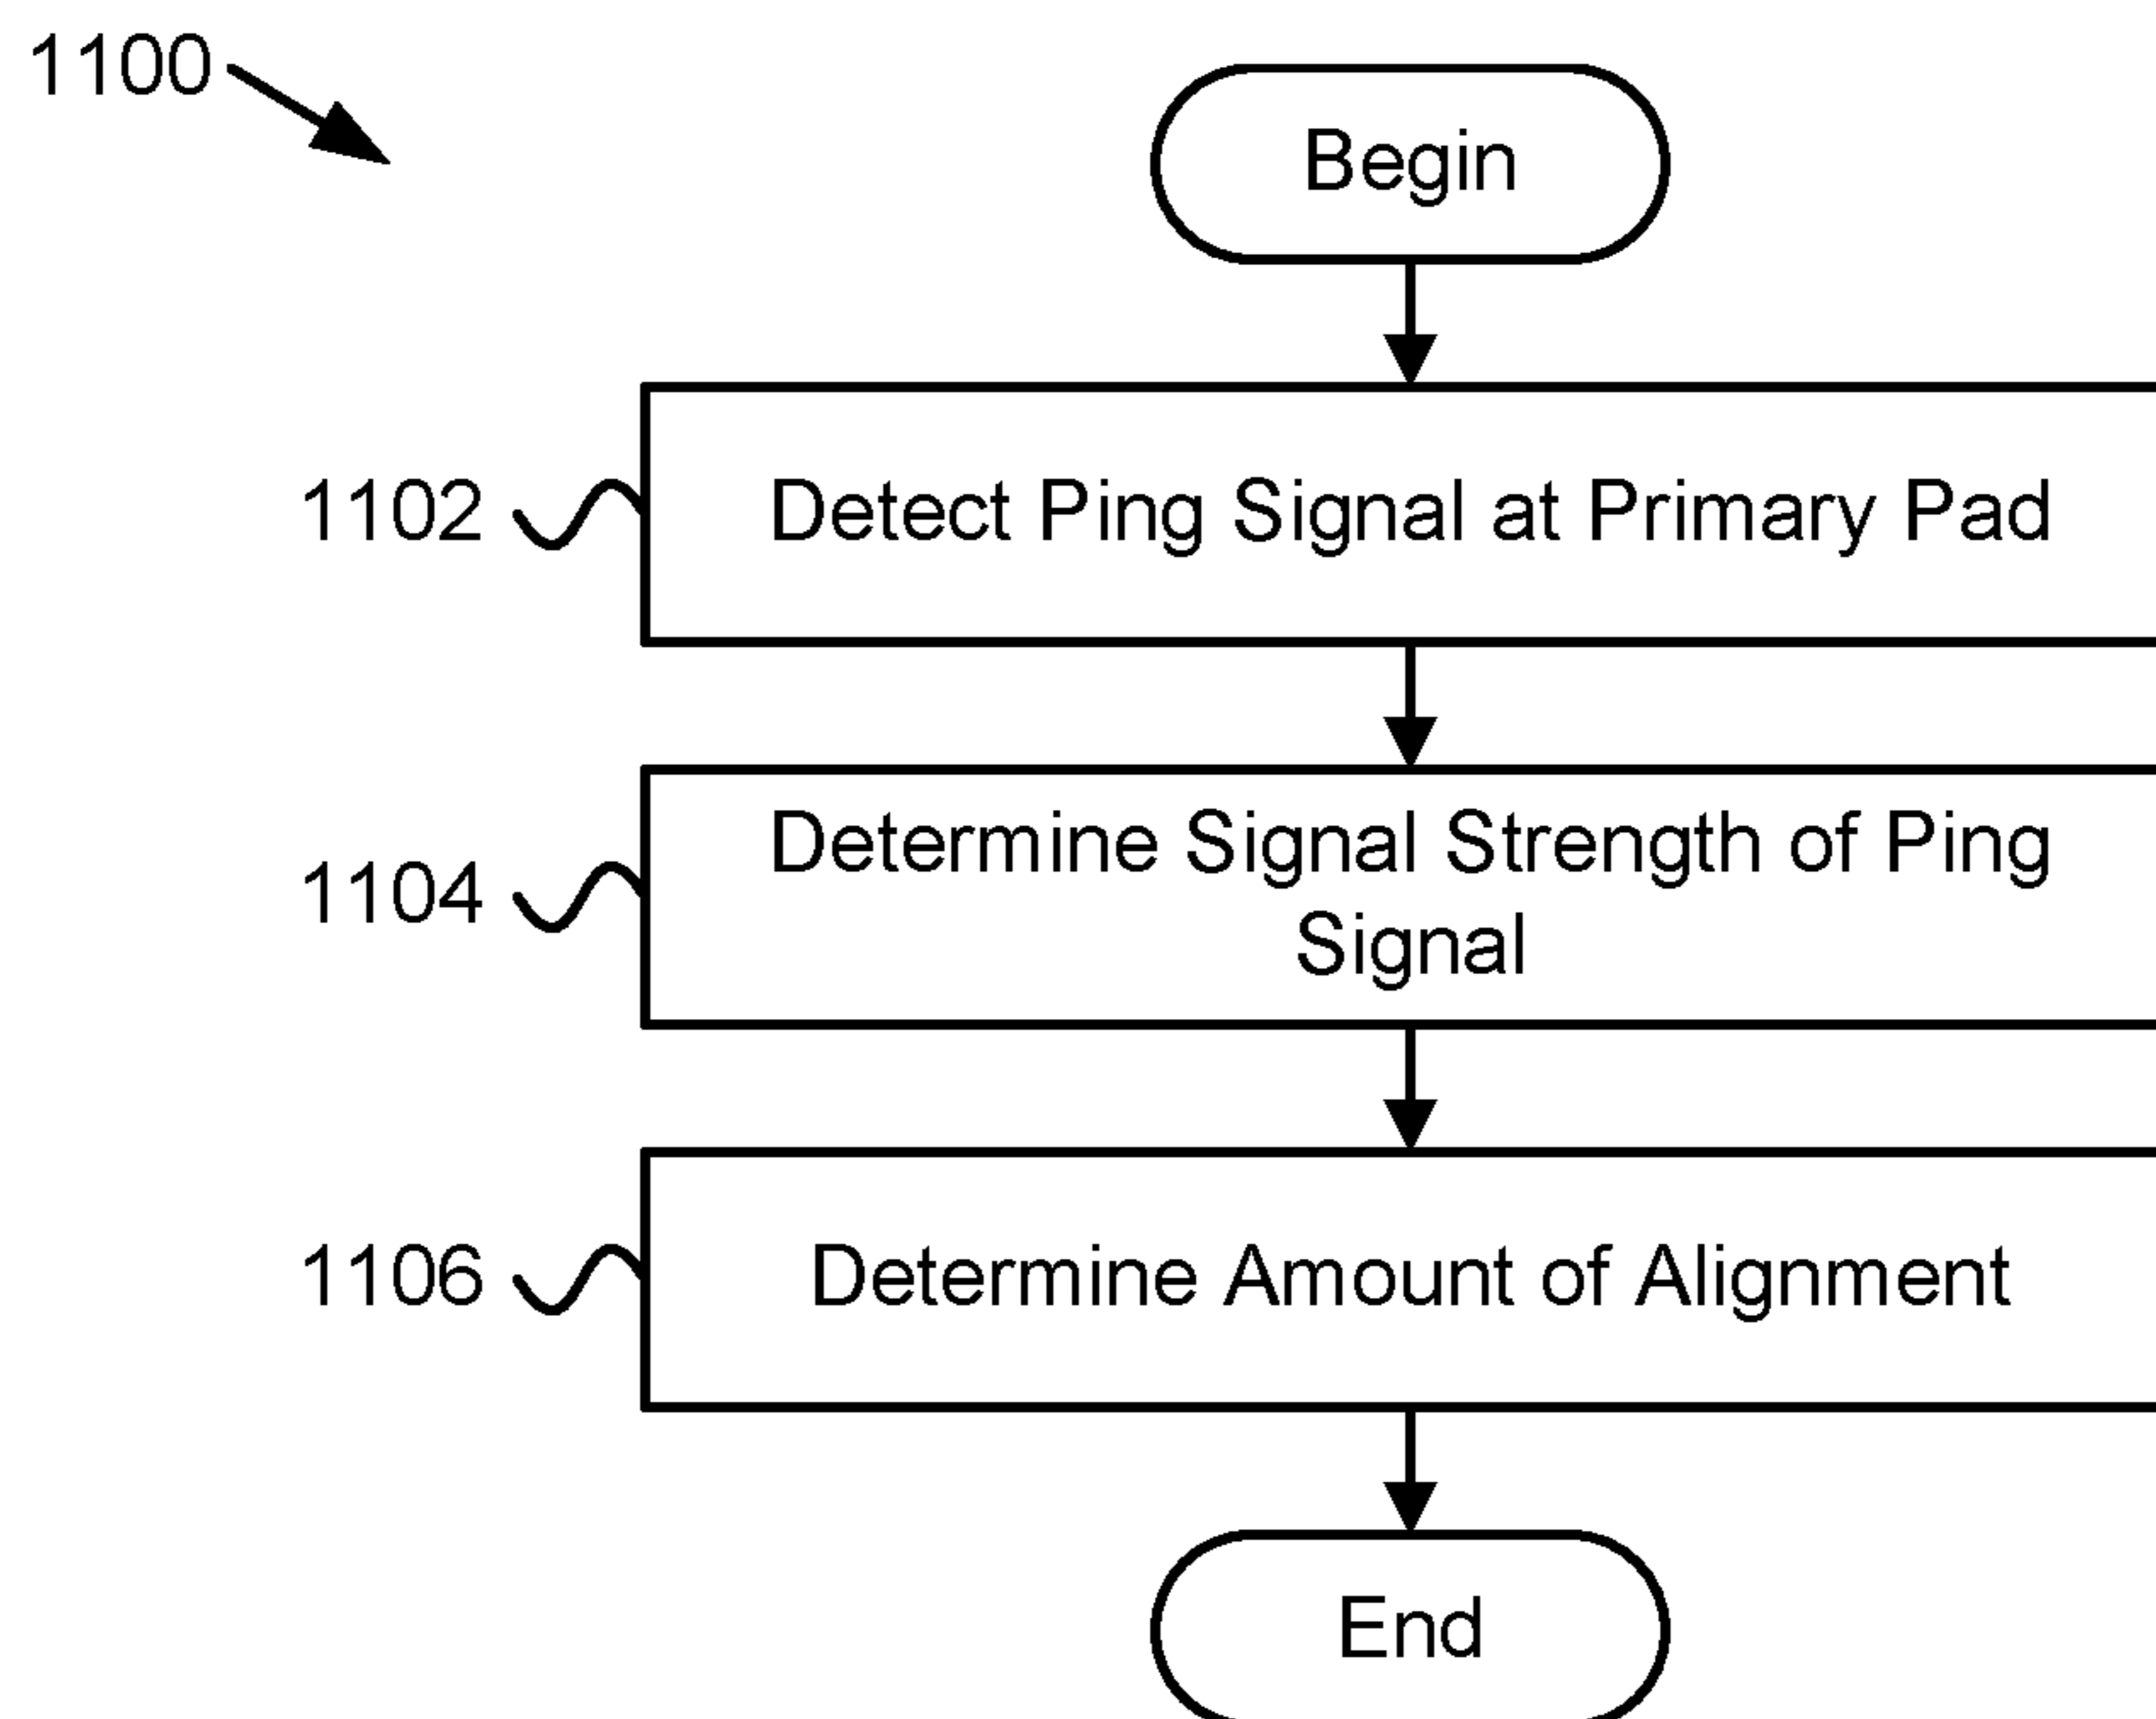 1100
Begin
1102
Detect Ping Signal at Primary Pad
1104
Determine Signal Strength of Ping
Signal
1106
Determine Amount of Alignment
End